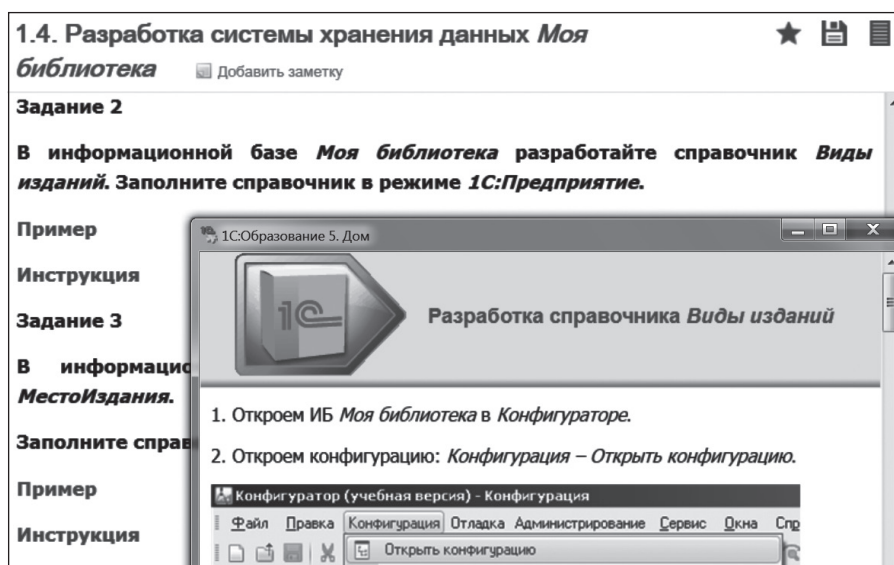 1.4. Разработка системы хранения данных Моя
библиотека
Добавить заметку
Задание 2
В информационной базе Моя библиотека разработайте справочник Виды
изданий. Заполните справочник в режиме 1С:Предприятие.
Пример
Инструкция
Задание 3
В информацио
МестоИздания.
Заполните справ
Пример
Инструкция
1С:Образование 5. Дом
1С
Разработка справочника Виды изданий
1. Откроем ИБ Моя библиотека в Конфигураторе.
2. Откроем конфигурацию: Конфигурация – Открыть конфигурацию.
Конфигуратор (учебная версия) - Конфигурация
Файл Правка Конфигурация Отладка Администрирование Сервис Окна Спр
Открыть конфигурацию